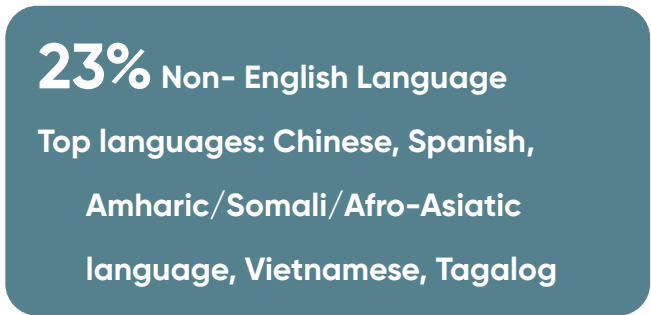 23% Non- English Language
Top languages: Chinese, Spanish,
Amharic/Somali/Afro-Asiatic
language, Vietnamese, Tagalog